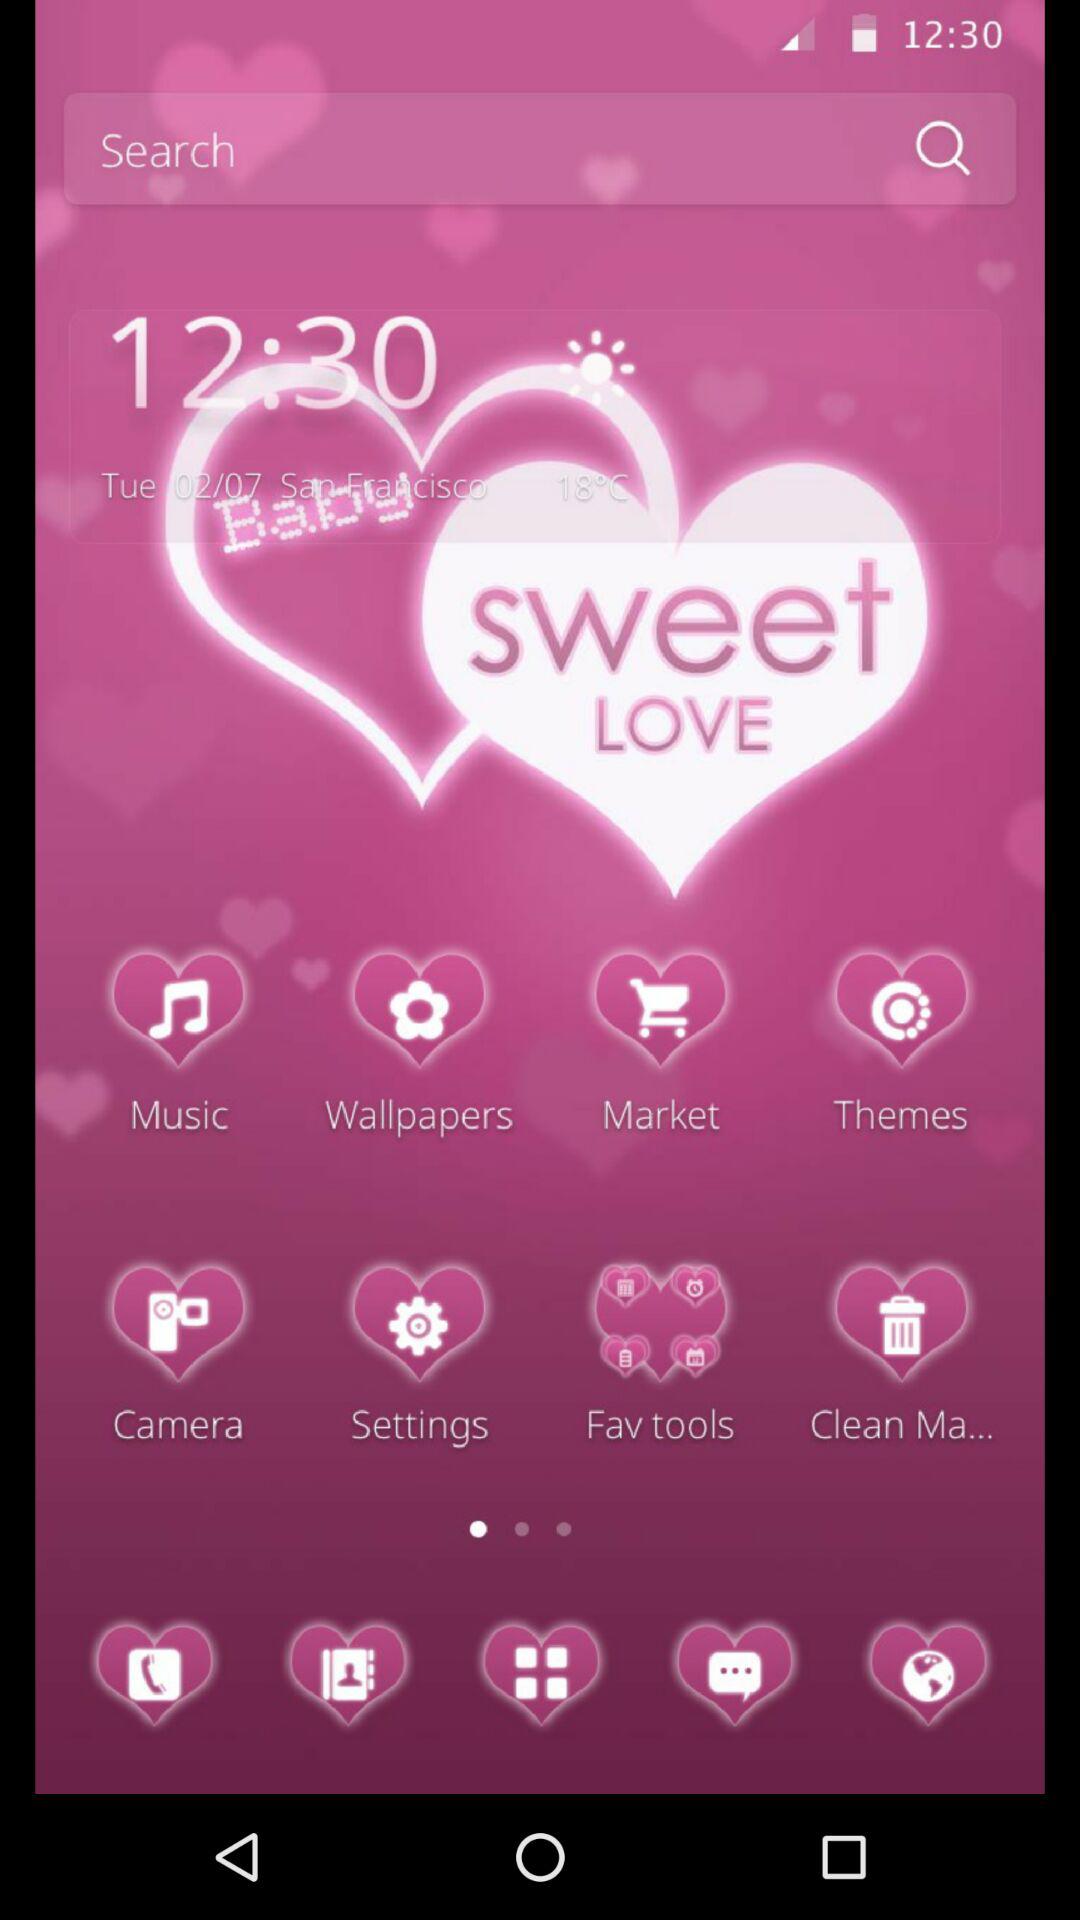 12:30
Search
12:30
Tue 02/07 San Francisco 18°C
Baby
sweet
LOVE
Music Wallpapers Market Themes
Camera Settings Fav tools Clean Ma...